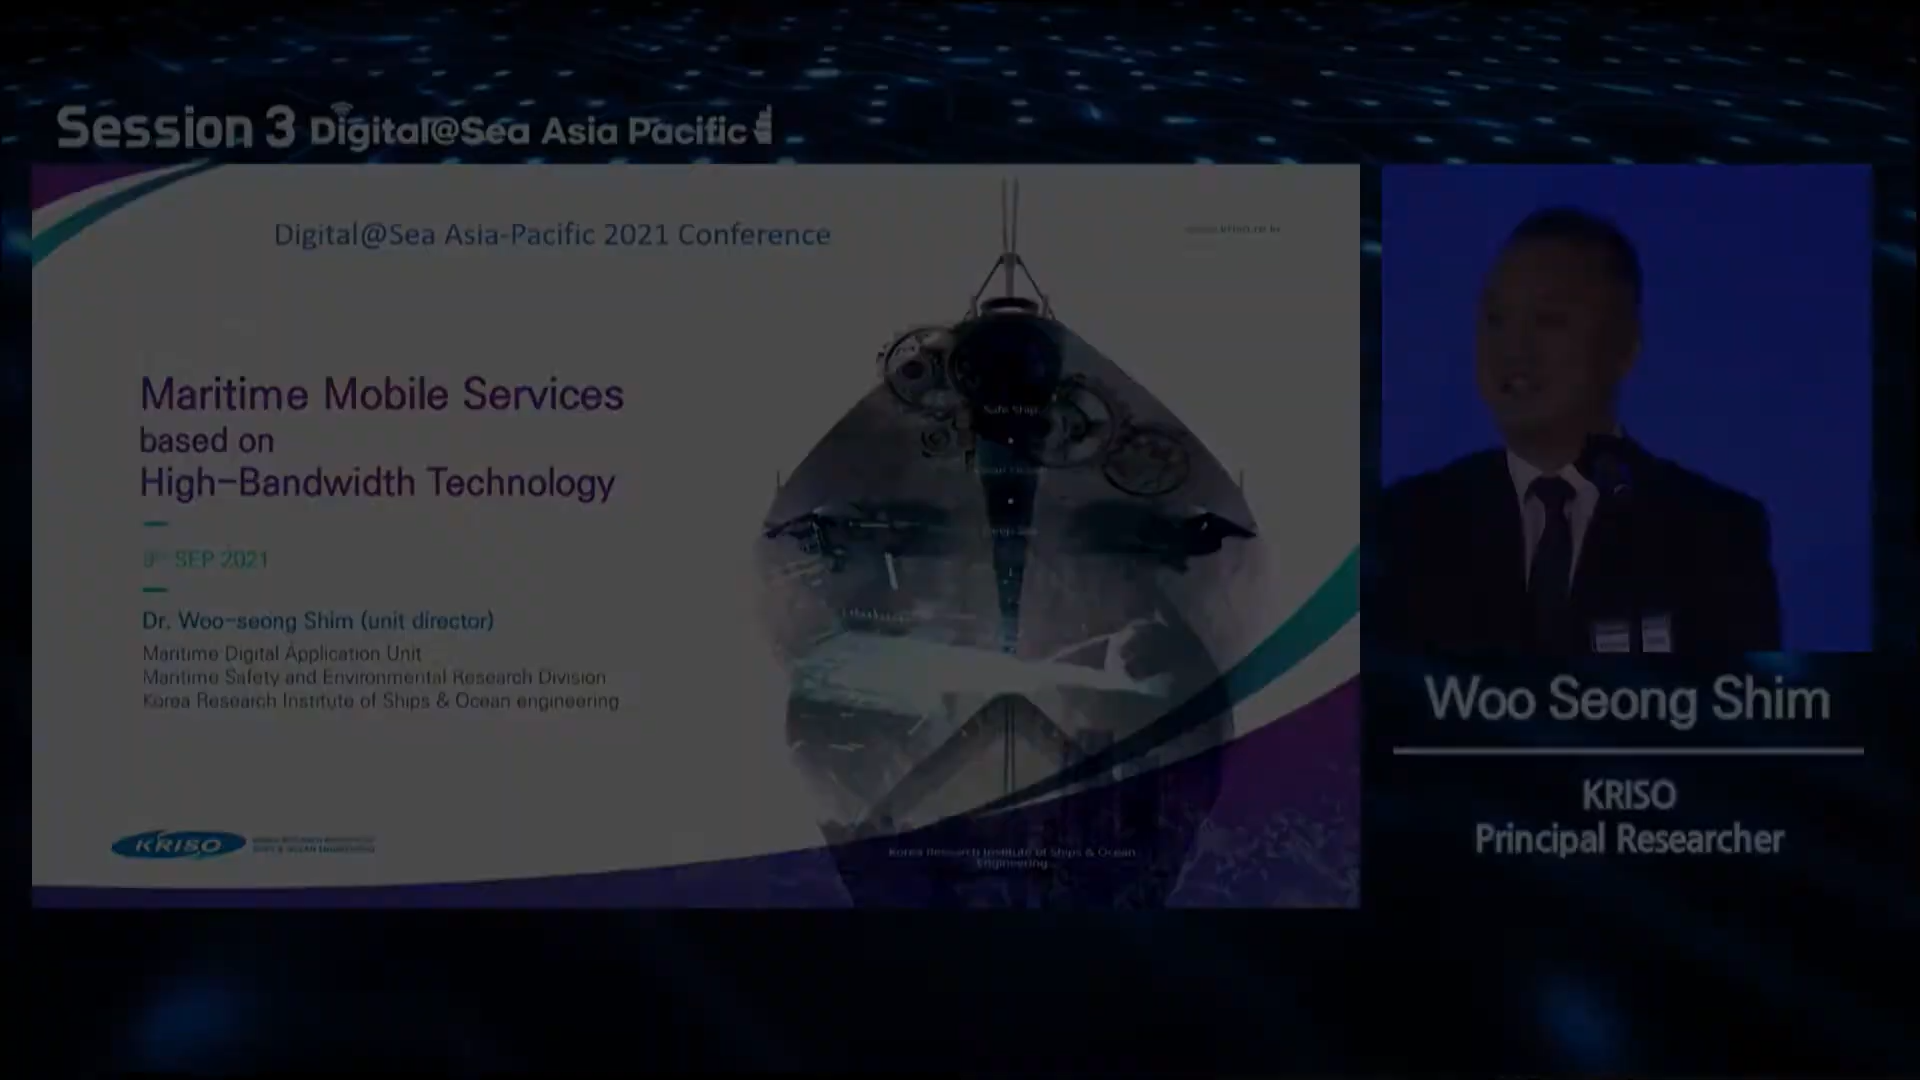 Session 3 Digital@Sea Asia Pacific
Digital@Sea Asia-Pacific 2021 Conference
Maritime Mobile Services
based on
High-Bandwidth Technology
SEP 2021
Dr. Woo-seong Shim (unit director)
Maritime Digital Application Unit
Maritime Safety and Environmental Research Division
Korea Research Institute of Ships & Ocean engineering
KRISO
Safe Ship
Korea Research Institute of Ships & Ocean
Engineering
Woo Seong Shim
KRISO
Principal Researcher